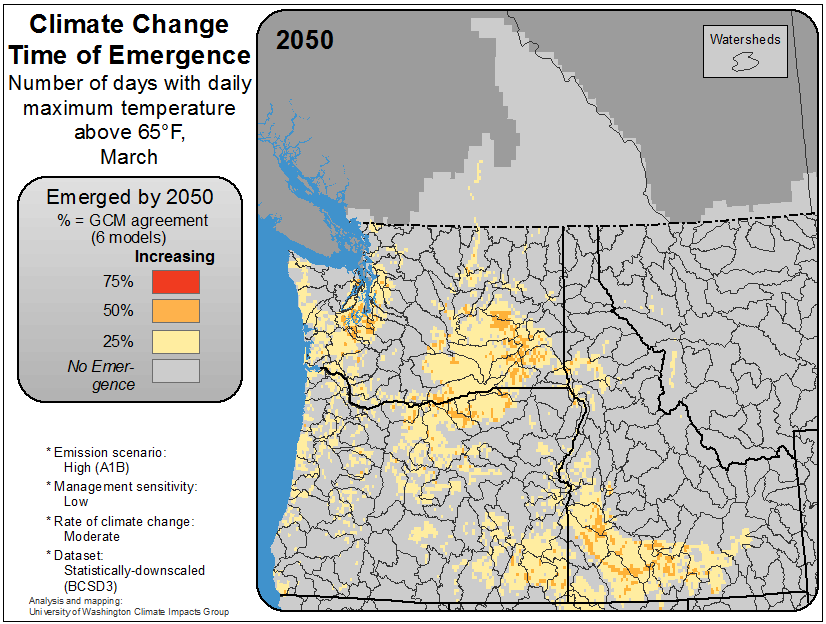 Climate Change
Time of Emergence
Number of days with daily
maximum temperature
above 65°F,
March
Emerged by 2050
% = GCM agreement
(6 models)
Increasing
75%
50%
25%
No Emer-
gence
* Emission scenario:
High (A1B)
* Management sensitivity:
Low
* Rate of climate change:
Moderate
* Dataset:
Statistically-downscaled
(BCSD3)
Analysis and mapping:
University of Washington Climate Impacts Group
2050
Watersheds